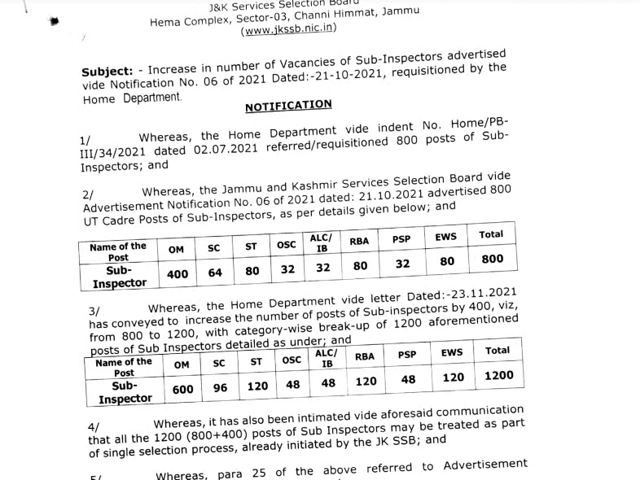 J&K Services Selection Board
Hema Complex, Sector-03, Channi Himmat, Jammu
(www.jkssb.nic.in)
Subject: - Increase in number of Vacancies of Sub-Inspectors advertised
vide Notification No. 06 of 2021 Dated:-21-10-2021, requisitioned by the
Home Department.
NOTIFICATION
1/ Whereas, the Home Department vide indent No. Home/PB-
III/34/2021 dated 02.07.2021 referred/requisitioned 800 posts of Sub-
Inspectors; and
2/ Whereas, the Jammu and Kashmir Services Selection Board vide
Advertisement Notification No. 06 of 2021 dated: 21.10.2021 advertised 800
UT Cadre Posts of Sub-Inspectors, as per details given below; and
Name of the Post OM SC ST OSC ALC/ IB RBA PSP EWS Total
Sub-Inspector 400 64 80 32 32 80 32 80 800
3/ Whereas, the Home Department vide letter Dated:-23.11.2021
has conveyed to increase the number of posts of Sub-inspectors by 400, viz,
from 800 to 1200, with category-wise break-up of 1200 aforementioned
posts of Sub Inspectors detailed as under; and
Name of the Post OM SC ST OSC ALC/ IB RBA PSP EWS Total
Sub-Inspector 600 96 120 48 48 120 48 120 1200
4/ Whereas, it has also been intimated vide aforesaid communication
that all the 1200 (800+400) posts of Sub Inspectors may be treated as part
of single selection process, already initiated by the JK SSB; and
5/ Whereas, para 25 of the above referred to Advertisement